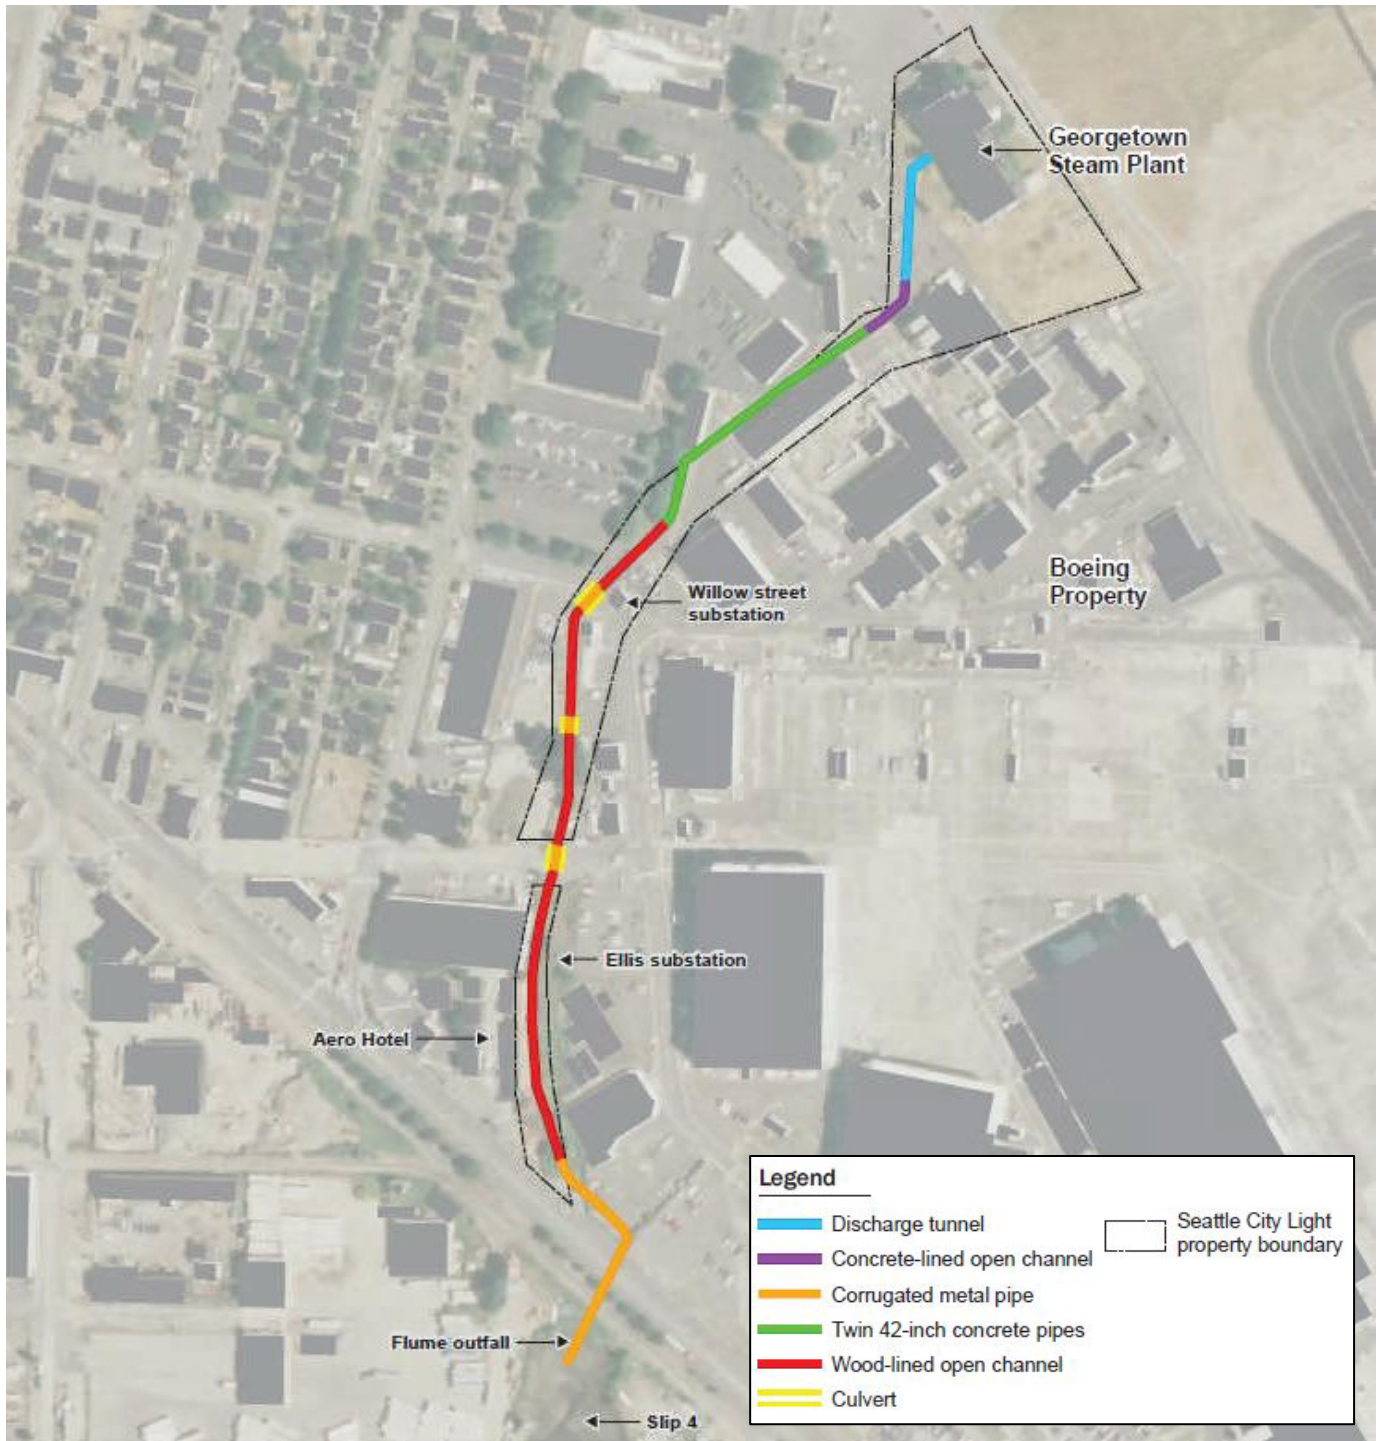 Georgetown
Steam Plant
Boeing
Property
Willow street
substation
Ellis substation
Aero Hotel
Flume outfall
Slip 4
Legend
Discharge tunnel
Concrete-lined open channel
Corrugated metal pipe
Twin 42-inch concrete pipes
Wood-lined open channel
Culvert
Seattle City Light
property boundary